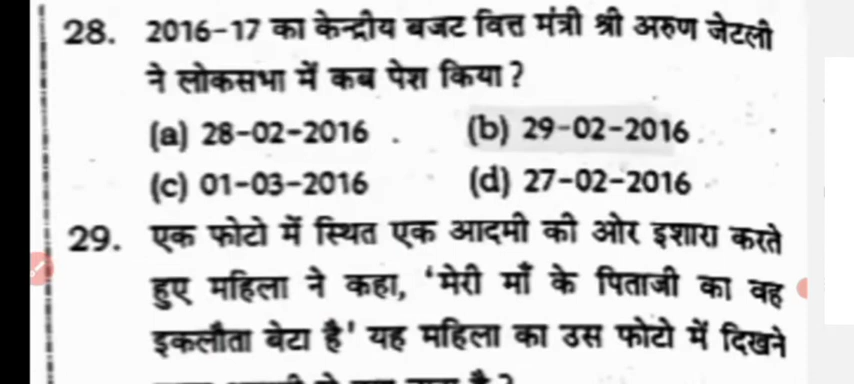 28. 2016-17 का केन्द्रीय बजट वित्त मंत्री श्री अरुण जेटली
ने लोकसभा में कब पेश किया?
(a) 28-02-2016 (b) 29-02-2016
(c) 01-03-2016 (d) 27-02-2016
29. एक फोटो में स्थित एक आदमी की ओर इशारा करते
हुए महिला ने कहा, 'मेरी माँ के पिताजी का वह
इकलौता बेटा है' यह महिला का उस फोटो में दिखने